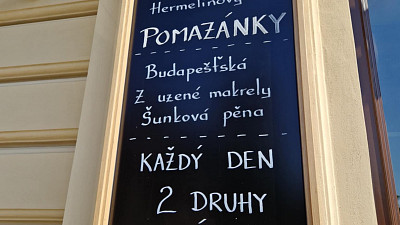 Hermelínový
POMAZÁNKY
Budapešťská
Z uzené makrely
Šunková pěna
KAŽDÝ DEN
2 DRUHY